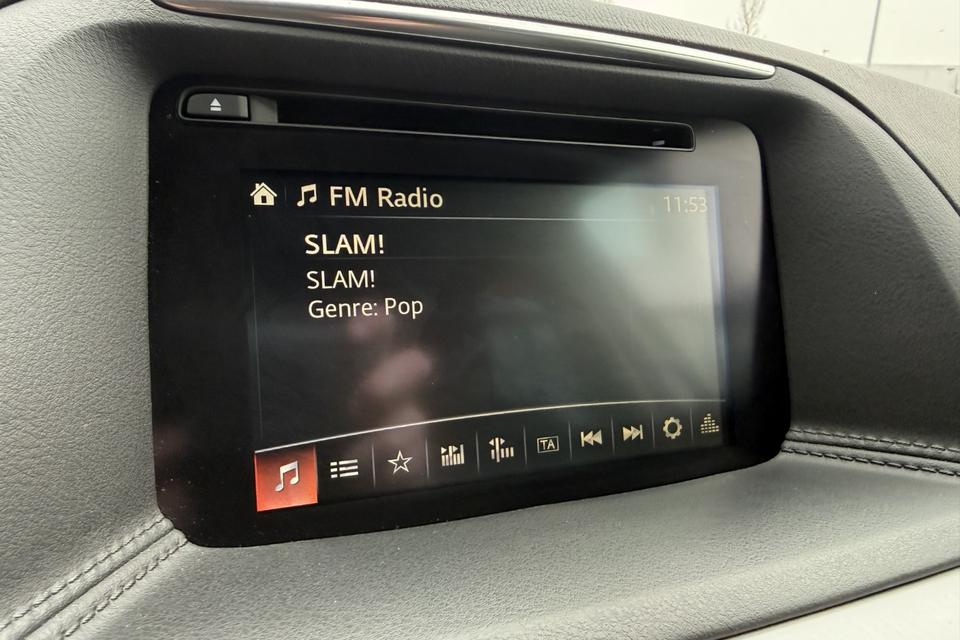 FM Radio
11:53
SLAM!
SLAM!
Genre: Pop
TA